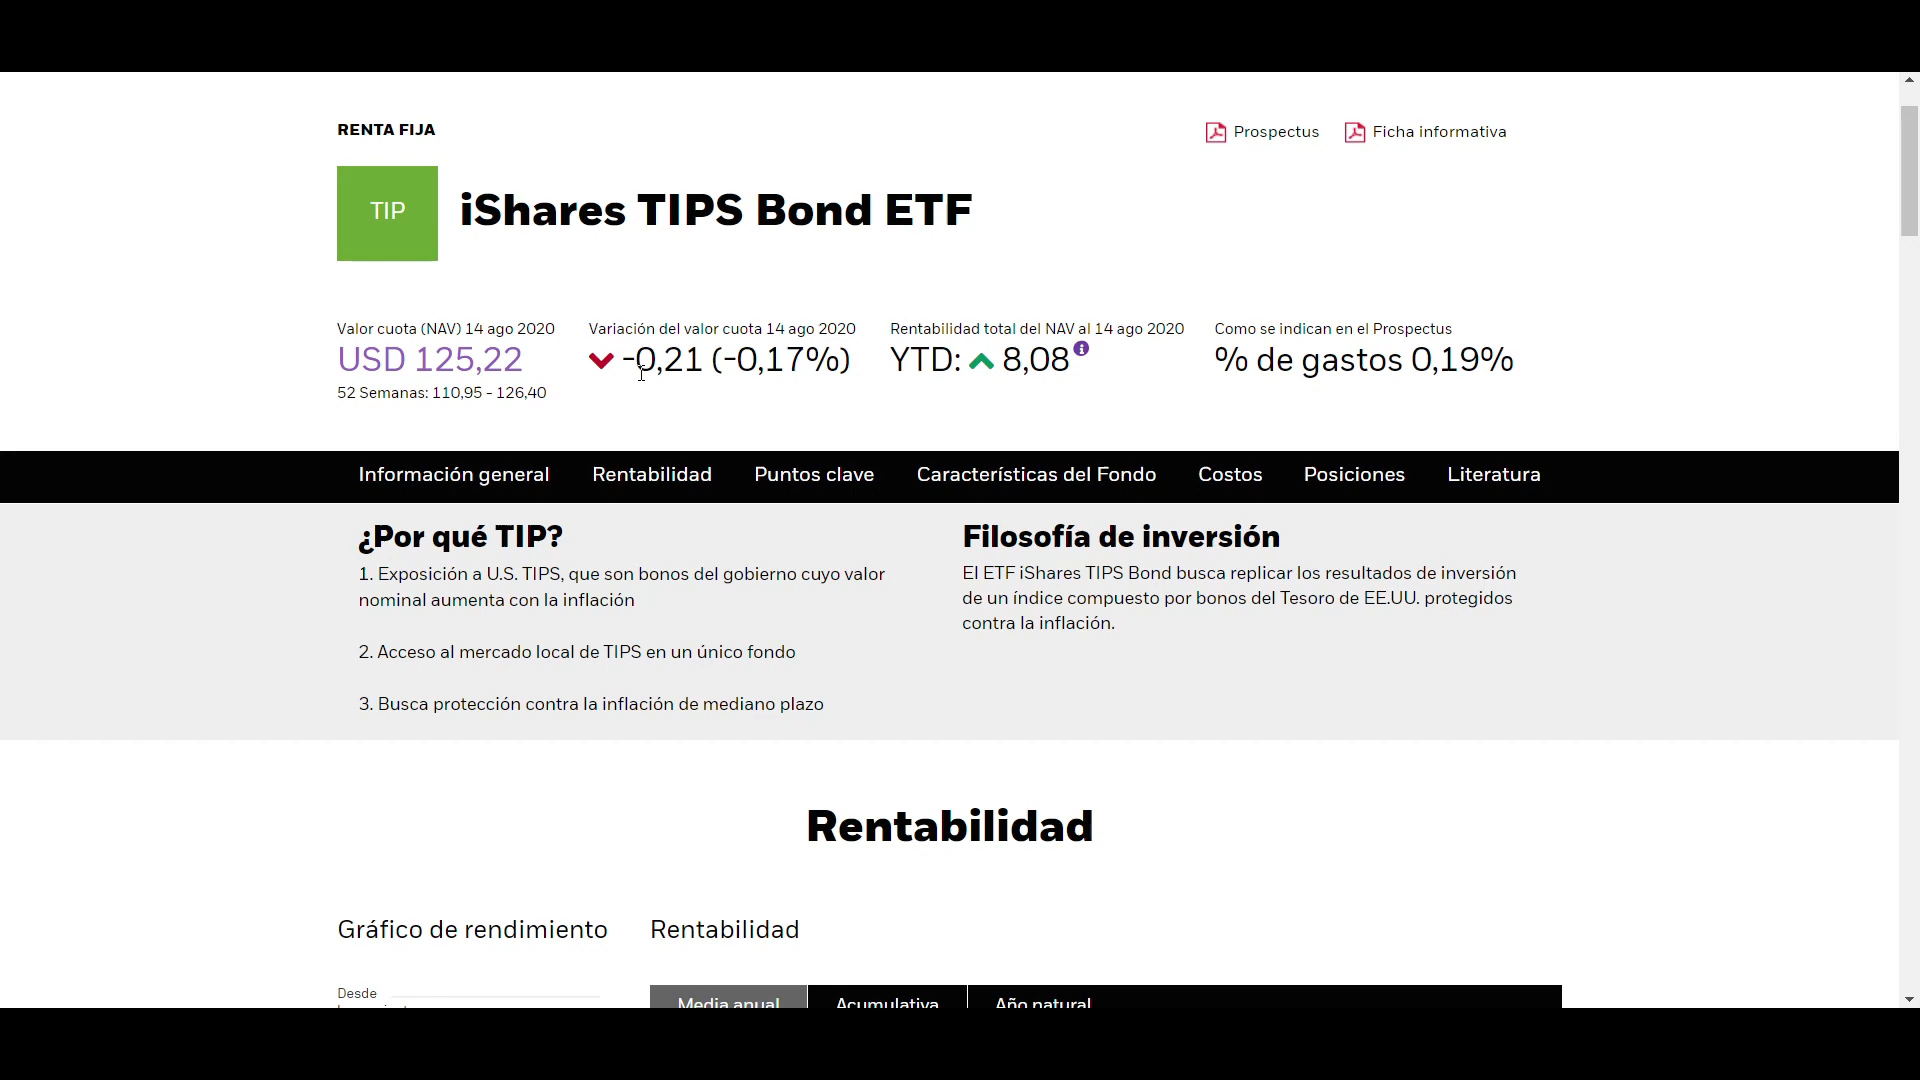 RENTA FIJA
Prospectus
Ficha informativa
TIP
iShares TIPS Bond ETF
Valor cuota (NAV) 14 ago 2020
USD 125,22
52 Semanas: 110,95 - 126,40
Variación del valor cuota 14 ago 2020
-0,21 (-0,17%)
Rentabilidad total del NAV al 14 ago 2020
YTD: 8,08
Como se indican en el Prospectus
% de gastos 0,19%
Información general
Rentabilidad
Puntos clave
Características del Fondo
Costos
Posiciones
Literatura
¿Por qué TIP?
1. Exposición a U.S. TIPS, que son bonos del gobierno cuyo valor
nominal aumenta con la inflación
2. Acceso al mercado local de TIPS en un único fondo
3. Busca protección contra la inflación de mediano plazo
Filosofía de inversión
El ETF iShares TIPS Bond busca replicar los resultados de inversión
de un índice compuesto por bonos del Tesoro de EE.UU. protegidos
contra la inflación.
Rentabilidad
Gráfico de rendimiento
Rentabilidad
Desde
Media anual
Acumulativa
Año natural